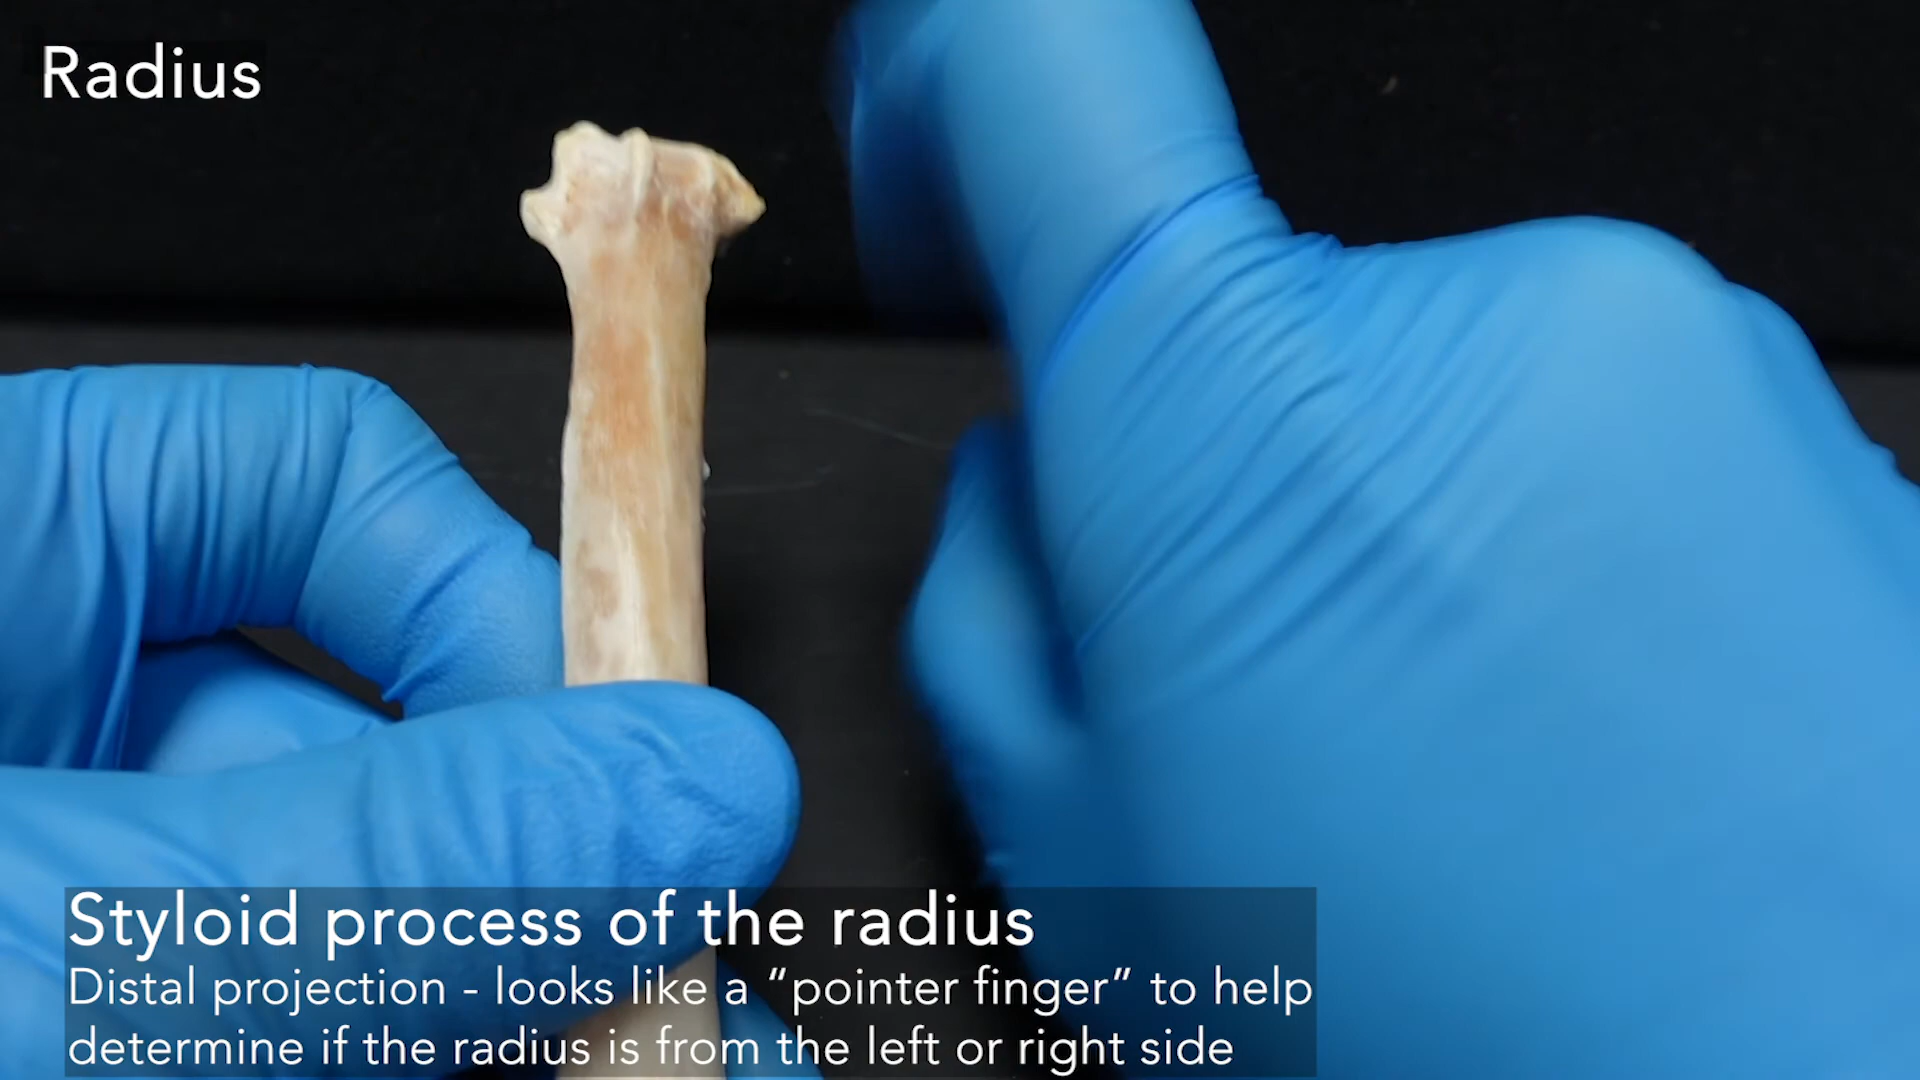 Radius
Styloid process of the radius
Distal projection - looks like a “pointer finger” to help
determine if the radius is from the left or right side